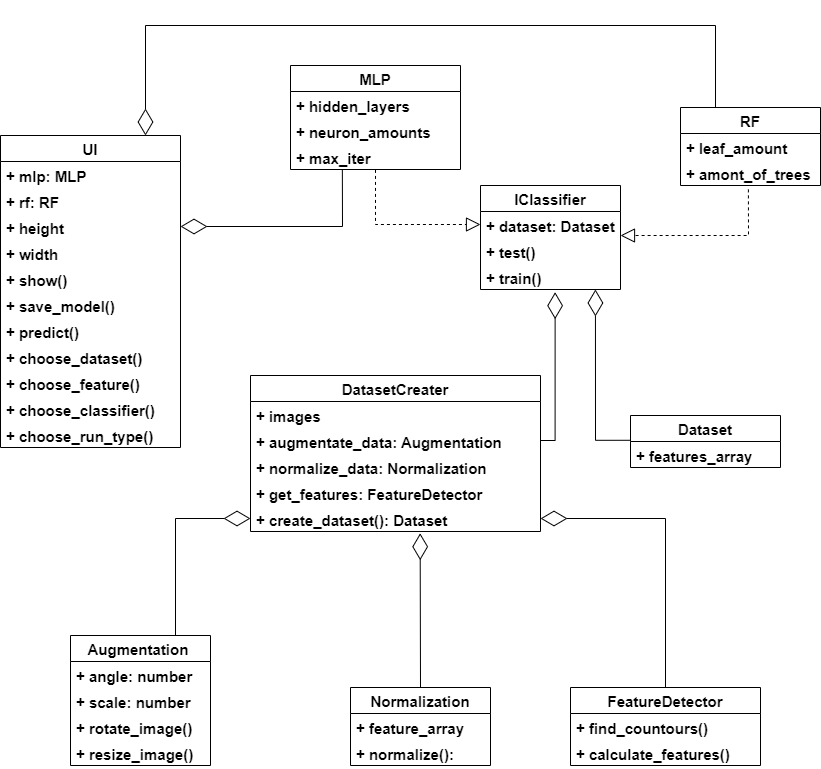 MLP
+ hidden_layers
+ neuron_amounts
+ max_iter
RF
+ leaf_amount
+ amont_of_trees
UI
+ mlp: MLP
+ rf: RF
+ height
+ width
+ show()
+ save_model()
+ predict()
+ choose_dataset()
+ choose_feature()
+ choose_classifier()
+ choose_run_type()
IClassifier
+ dataset: Dataset
+ test()
+ train()
DatasetCreater
+ images
+ augmentate_data: Augmentation
+ normalize_data: Normalization
+ get_features: FeatureDetector
+ create_dataset(): Dataset
Dataset
+ features_array
Augmentation
+ angle: number
+ scale: number
+ rotate_image()
+ resize_image()
Normalization
+ feature_array
+ normalize():
FeatureDetector
+ find_countours()
+ calculate_features()